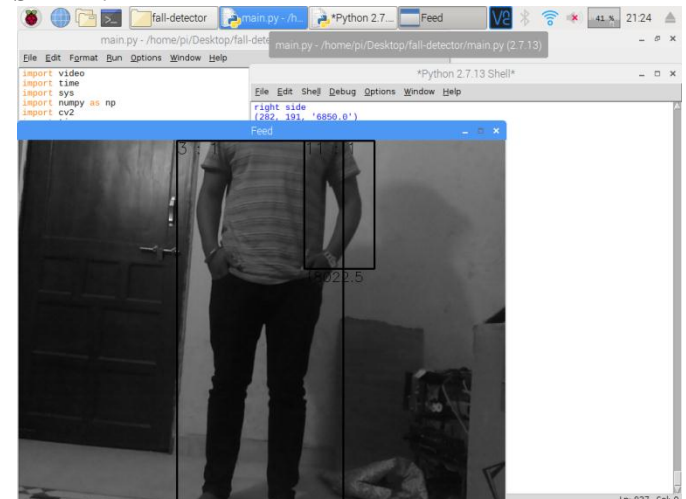 fall-detector
main.py - /h...
*Python 2.7...
Feed
41 %
21:24
main.py - /home/pi/Desktop/fall-dete
main.py - /home/pi/Desktop/fall-detector/main.py (2.7.13)
File Edit Format Run Options Window Help
import video
import time
import sys
import numpy as np
import cv2
*Python 2.7.13 Shell*
File Edit Shell Debug Options Window Help
right side
(282, 191, '6850.0')
Feed